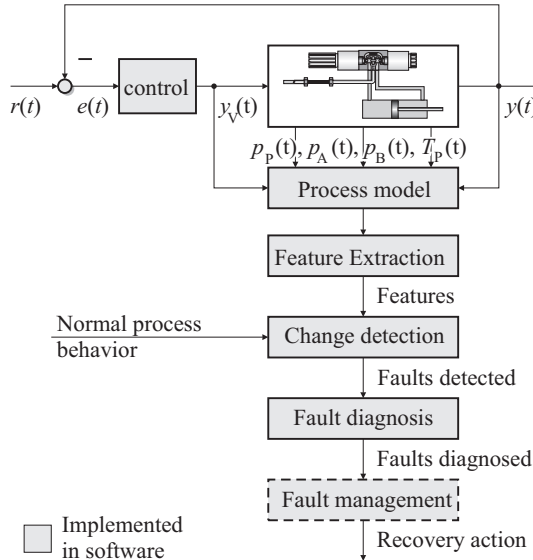 −
r(t)
e(t)
control
y_V(t)
y(t)
p_P(t), p_A(t), p_B(t), T_P(t)
Process model
Feature Extraction
Features
Normal process
behavior
Change detection
Faults detected
Fault diagnosis
Faults diagnosed
Fault management
Implemented
in software
Recovery action